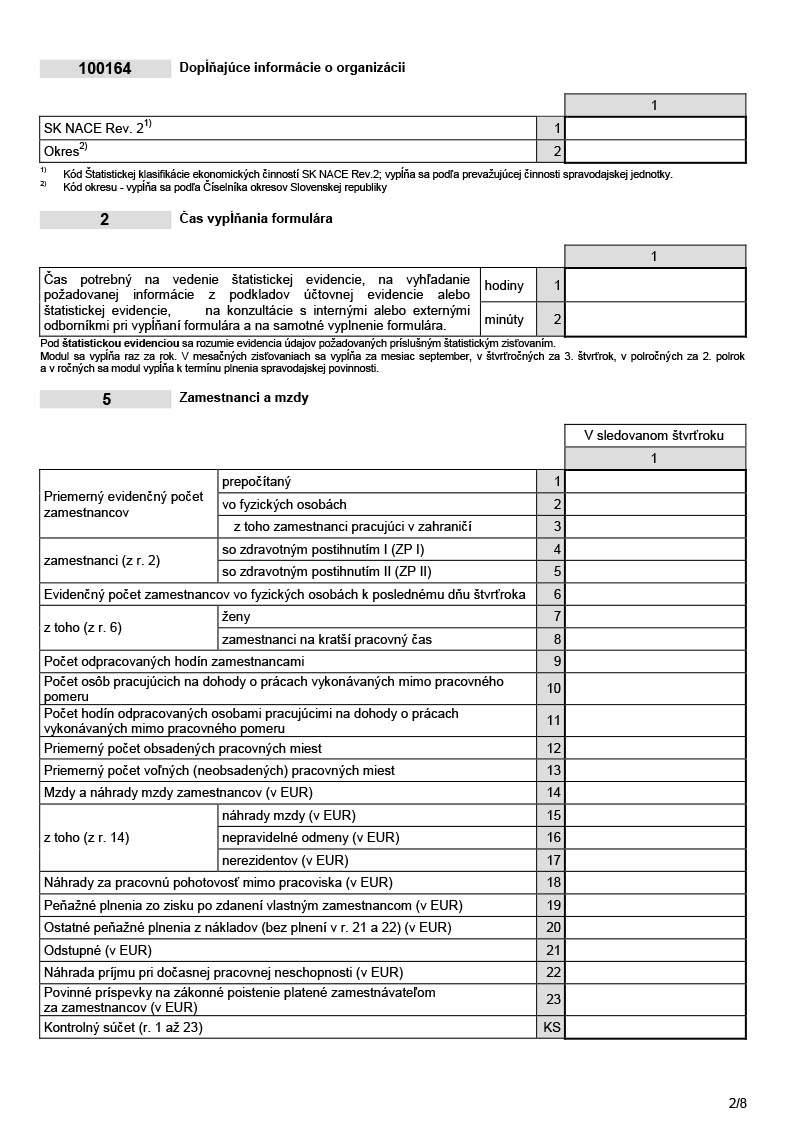 100164 Dopĺňajúce informácie o organizácii
1
SK NACE Rev. 2 1) 1
Okres 2) 2
1) Kód Štatistickej klasifikácie ekonomických činností SK NACE Rev.2; vypĺňa sa podľa prevažujúcej činnosti spravodajskej jednotky.
2) Kód okresu - vypĺňa sa podľa Číselníka okresov Slovenskej republiky
2 Čas vypĺňania formulára
1
Čas potrebný na vedenie štatistickej evidencie, na vyhľadanie
požadovanej informácie z podkladov účtovnej evidencie alebo
štatistickej evidencie, na konzultácie s internými alebo externými
odborníkmi pri vypĺňaní formulára a na samotné vyplnenie formulára.
hodiny 1
minúty 2
Pod štatistickou evidenciou sa rozumie evidencia údajov požadovaných príslušným štatistickým zisťovaním.
Modul sa vypĺňa raz za rok. V mesačných zisťovaniach sa vypĺňa za mesiac september, v štvrťročných za 3. štvrťrok, v polročných za 2. polrok
a v ročných sa modul vypĺňa k termínu plnenia spravodajskej povinnosti.
5 Zamestnanci a mzdy
V sledovanom štvrťroku
1
Priemerný evidenčný počet
zamestnancov
prepočítaný 1
vo fyzických osobách 2
z toho zamestnanci pracujúci v zahraničí 3
zamestnanci (z r. 2)
so zdravotným postihnutím I (ZP I) 4
so zdravotným postihnutím II (ZP II) 5
Evidenčný počet zamestnancov vo fyzických osobách k poslednému dňu štvrťroka 6
z toho (z r. 6)
ženy 7
zamestnanci na kratší pracovný čas 8
Počet odpracovaných hodín zamestnancami 9
Počet osôb pracujúcich na dohody o prácach vykonávaných mimo pracovného
pomeru 10
Počet hodín odpracovaných osobami pracujúcimi na dohody o prácach
vykonávaných mimo pracovného pomeru 11
Priemerný počet obsadených pracovných miest 12
Priemerný počet voľných (neobsadených) pracovných miest 13
Mzdy a náhrady mzdy zamestnancov (v EUR) 14
z toho (z r. 14)
náhrady mzdy (v EUR) 15
nepravidelné odmeny (v EUR) 16
nerezidentov (v EUR) 17
Náhrady za pracovnú pohotovosť mimo pracoviska (v EUR) 18
Peňažné plnenia zo zisku po zdanení vlastným zamestnancom (v EUR) 19
Ostatné peňažné plnenia z nákladov (bez plnení v r. 21 a 22) (v EUR) 20
Odstupné (v EUR) 21
Náhrada príjmu pri dočasnej pracovnej neschopnosti (v EUR) 22
Povinné príspevky na zákonné poistenie platené zamestnávateľom
za zamestnancov (v EUR) 23
Kontrolný súčet (r. 1 až 23) KS
2/8